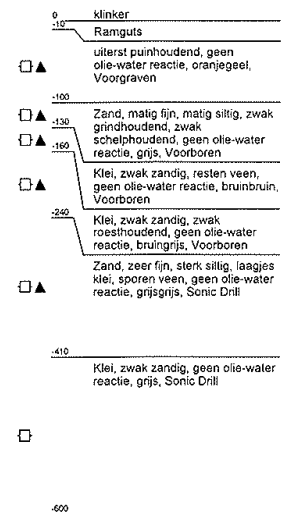 0 klinker
-10 Ramguts
uiterst puinhoudend, geen
olie-water reactie, oranjegeel,
Voorgraven
-100
Zand, matig fijn, matig siltig, zwak
-130 grindhoudend, zwak
schelphoudend, geen olie-water
-160 reactie, grijs, Voorboren
Klei, zwak zandig, resten veen,
geen olie-water reactie, bruinbruin,
Voorboren
-240 Klei, zwak zandig, zwak
roesthoudend, geen olie-water
reactie, bruingrijs, Voorboren
Zand, zeer fijn, sterk siltig, laagjes
klei, sporen veen, geen olie-water
reactie, grijsgrijs, Sonic Drill
-410
Klei, zwak zandig, geen olie-water
reactie, grijs, Sonic Drill
-600